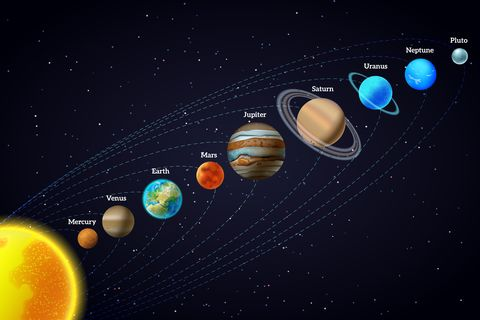 Mercury
Venus
Earth
Mars
Jupiter
Saturn
Uranus
Neptune
Pluto